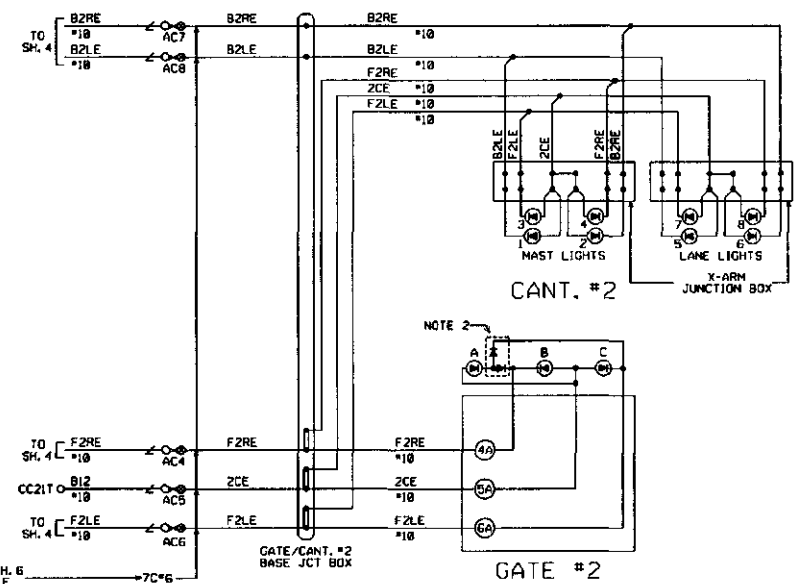 B2RE B2RE B2RE
TO *10 AC7 *10
SH. 4 B2LE B2LE B2LE
*10 AC8 *10
F2RE
2CE *10
F2LE *10
*10
B2LE
F2LE
2CE
F2RE
B2RE
3 4 7 8
1 2 5 6
MAST LIGHTS LANE LIGHTS
CANT. #2
X-ARM
JUNCTION BOX
NOTE 2
A B C
TO F2RE F2RE F2RE 4A
SH. 4 *10 AC4 *10
CC21T B12 2CE 2CE 5A
*10 AC5 *10
TO F2LE F2LE F2LE 6A
SH. 4 *10 AC6 *10
GATE/CANT. #2
BASE JCT BOX
GATE #2
H. 6
7C#6